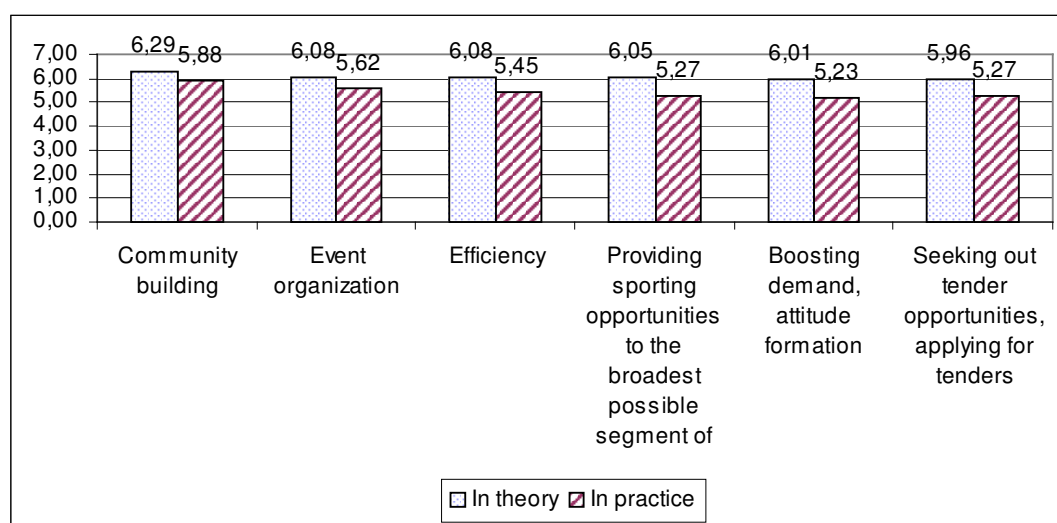 6,29 5,88 6,08 5,62 6,08 5,45 6,05 5,27 6,01 5,23 5,96 5,27
7,00
6,00
5,00
4,00
3,00
2,00
1,00
0,00
Community
building
Event
organization
Efficiency
Providing
sporting
opportunities
to the
broadest
possible
segment of
Boosting
demand,
attitude
formation
Seeking out
tender
opportunities,
applying for
tenders
In theory In practice